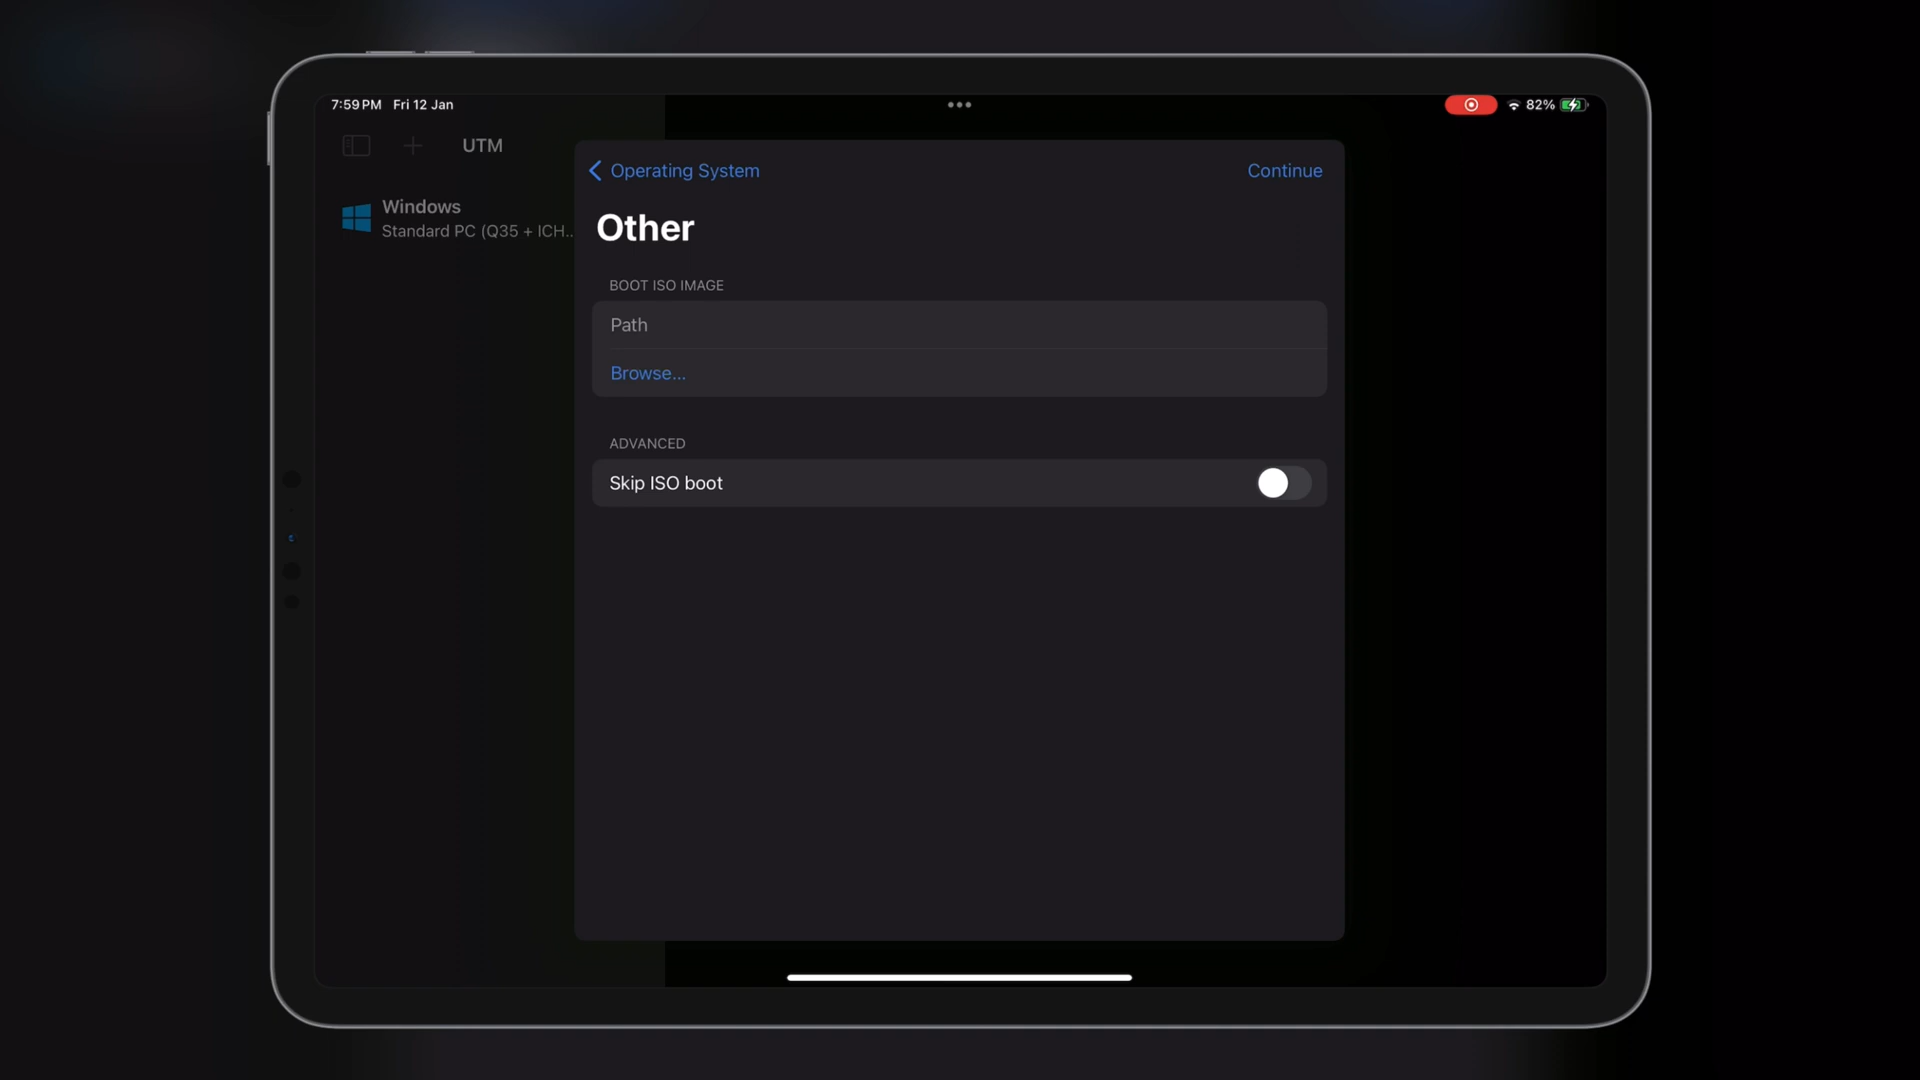 7:59 PM Fri 12 Jan
82%
UTM
Windows
Standard PC (Q35 + ICH...
Operating System
Continue
Other
BOOT ISO IMAGE
Path
Browse...
ADVANCED
Skip ISO boot